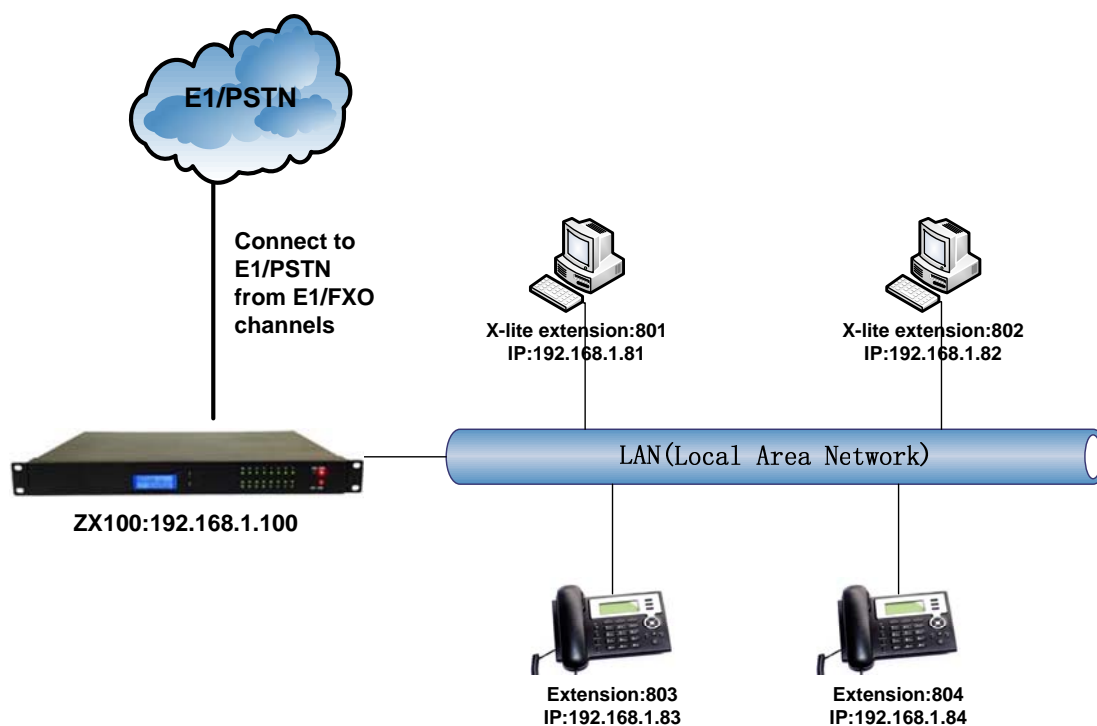 E1/PSTN
Connect to
E1/PSTN
from E1/FXO
channels
X-lite extension:801
IP:192.168.1.81
X-lite extension:802
IP:192.168.1.82
LAN(Local Area Network)
ZX100:192.168.1.100
Extension:803
IP:192.168.1.83
Extension:804
IP:192.168.1.84